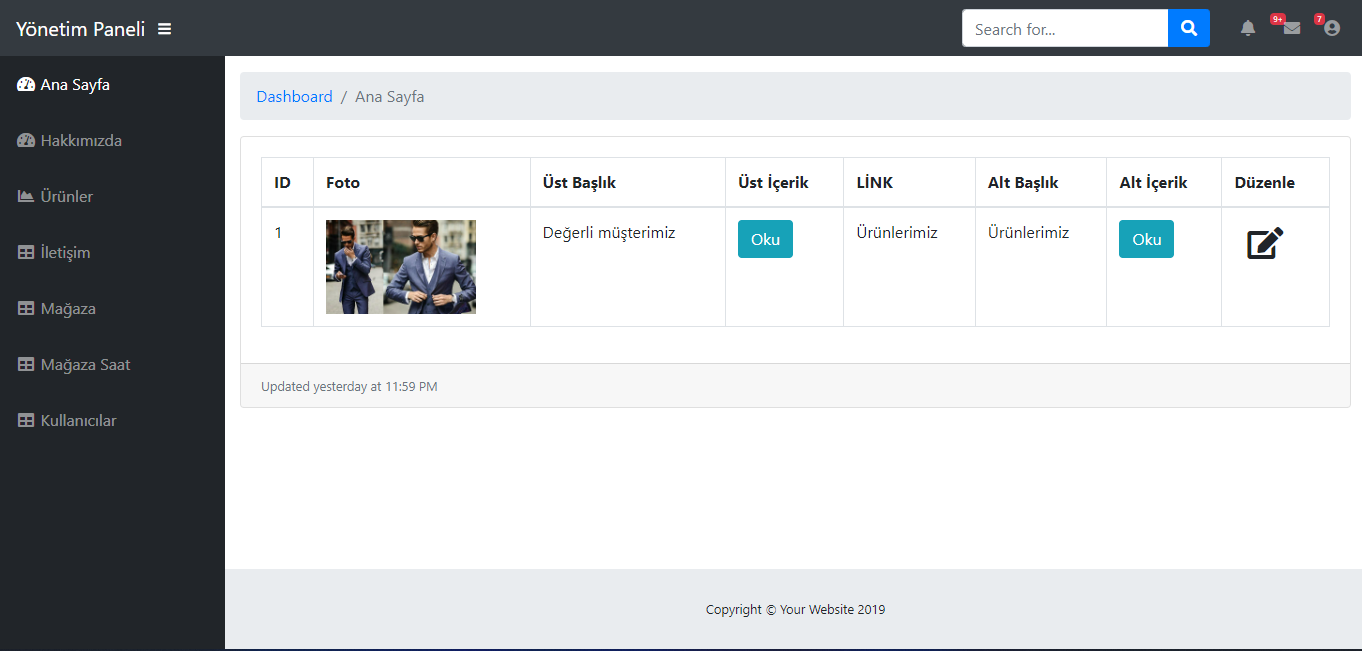 Yönetim Paneli
Search for...
9+
7
Ana Sayfa
Hakkımızda
Ürünler
İletişim
Mağaza
Mağaza Saat
Kullanıcılar
Dashboard / Ana Sayfa
ID Foto Üst Başlık Üst İçerik LİNK Alt Başlık Alt İçerik Düzenle
1 Değerli müşterimiz Oku Ürünlerimiz Ürünlerimiz Oku
Updated yesterday at 11:59 PM
Copyright © Your Website 2019